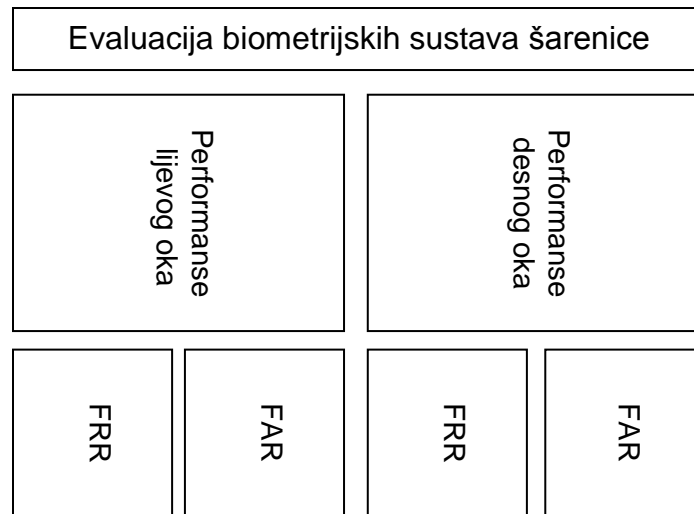 Evaluacija biometrijskih sustava šarenice
Performanse
lijevog oka
Performanse
desnog oka
FRR
FAR
FRR
FAR